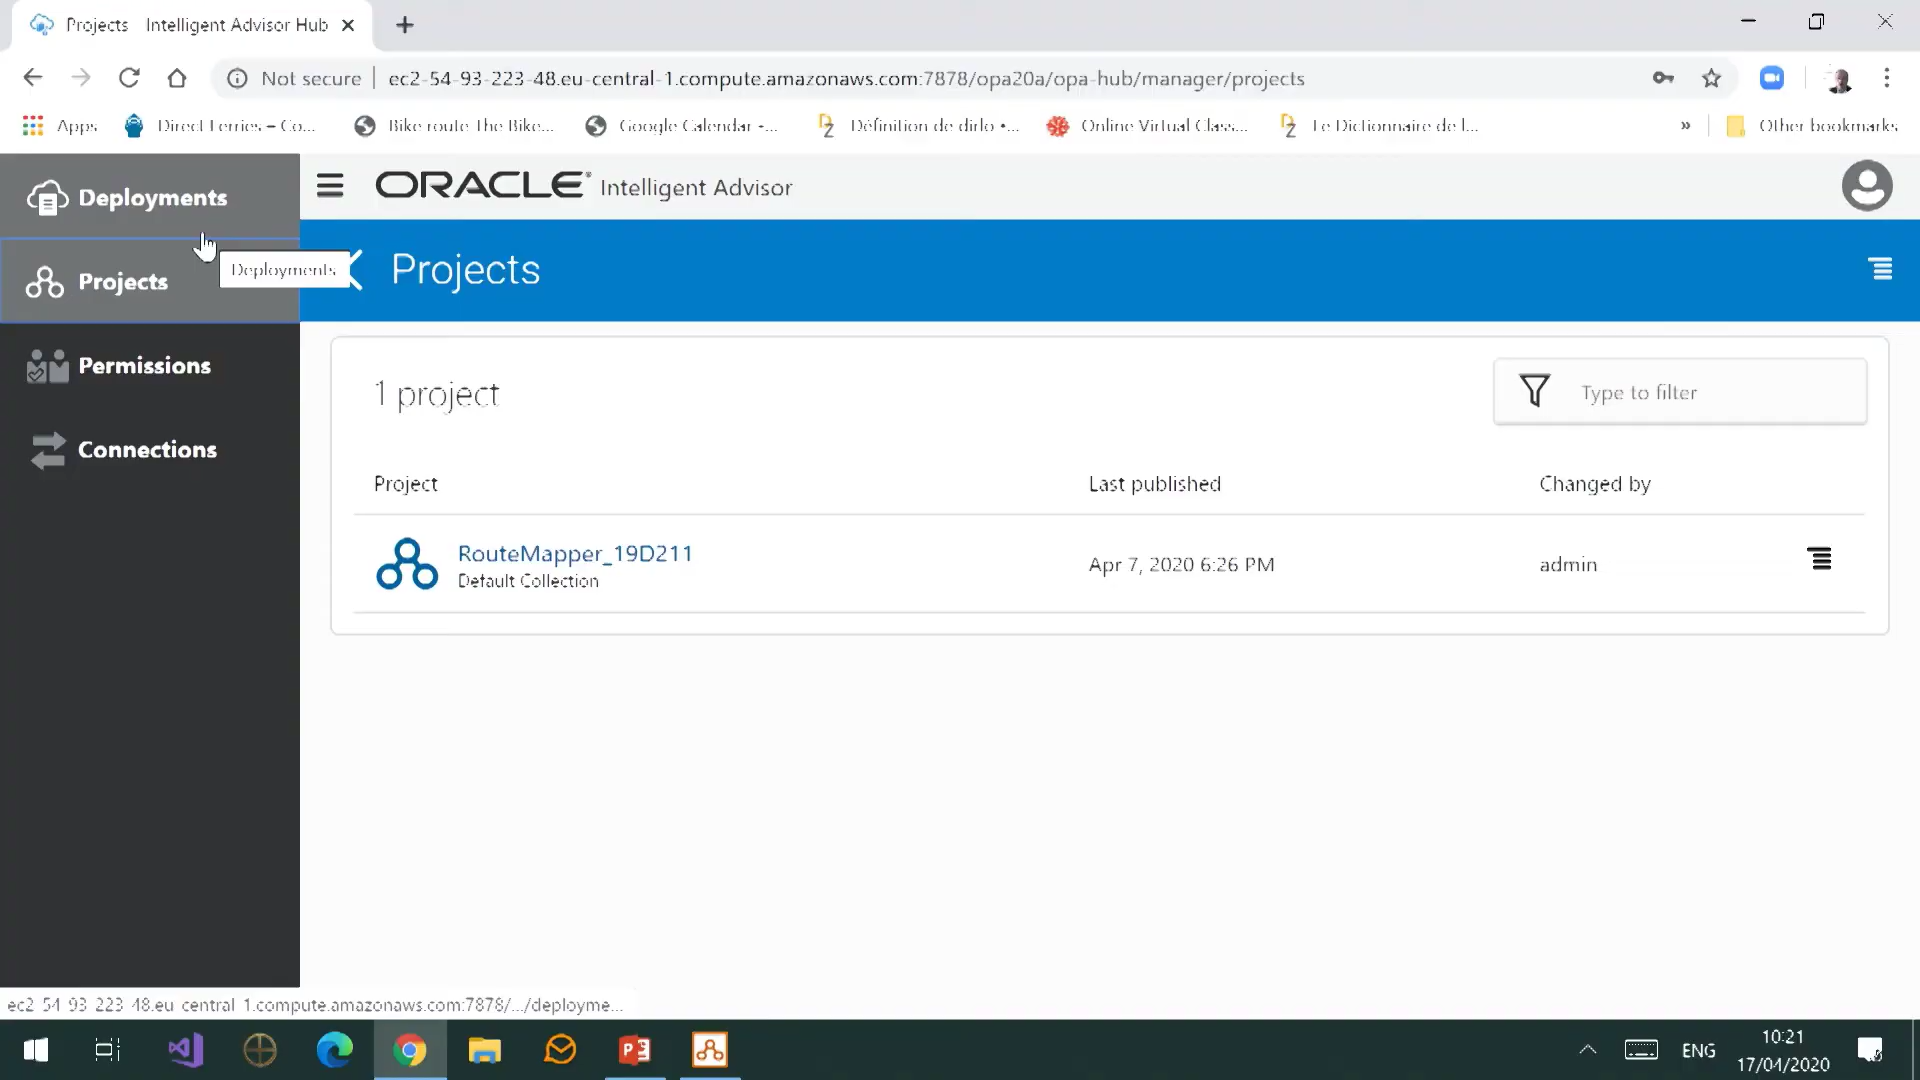 Projects Intelligent Advisor Hub
Not secure ec2-54-93-223-48.eu-central-1.compute.amazonaws.com:7878/opa20a/opa-hub/manager/projects
Apps Direct Ferries – Co... Bike route The Bike... Google Calendar -... Définition de dirlo •... Online Virtual Class... Le Dictionnaire de l... » Other bookmarks
Deployments
ORACLE Intelligent Advisor
Projects
Deployments
Projects
Permissions
Connections
1 project
Type to filter
Project Last published Changed by
RouteMapper_19D211
Default Collection
Apr 7, 2020 6:26 PM
admin
ec2-54-93-223-48.eu-central-1.compute.amazonaws.com:7878/.../deployme...
ENG
10:21
17/04/2020